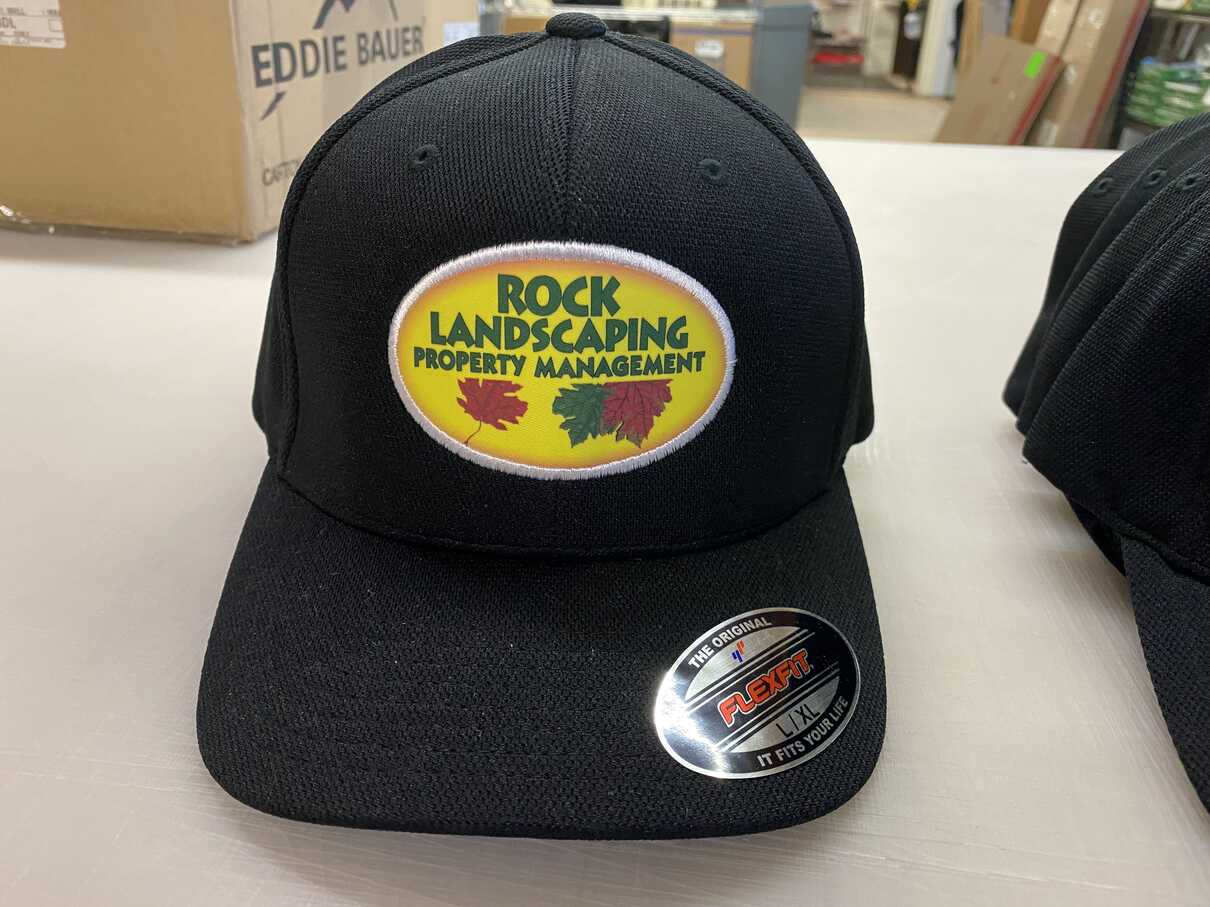 EDDIE BAUER
ROCK
LANDSCAPING
PROPERTY MANAGEMENT
THE ORIGINAL
FLEXFIT
L/XL
IT FITS YOUR LIFE